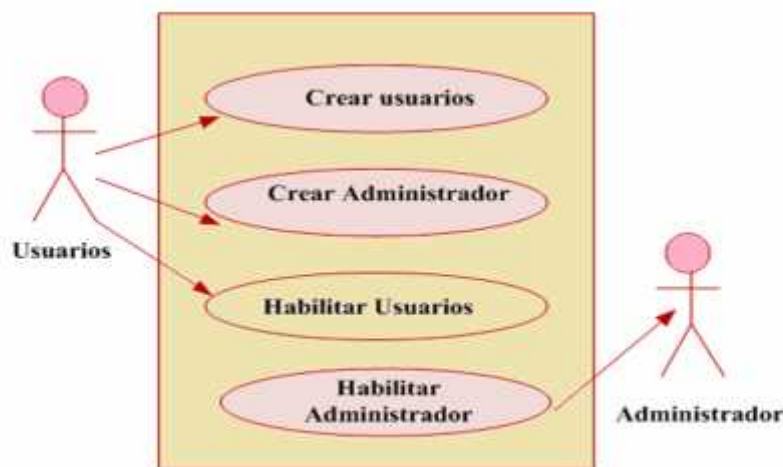 Crear usuarios
Crear Administrador
Usuarios
Habilitar Usuarios
Habilitar
Administrador
Administrador